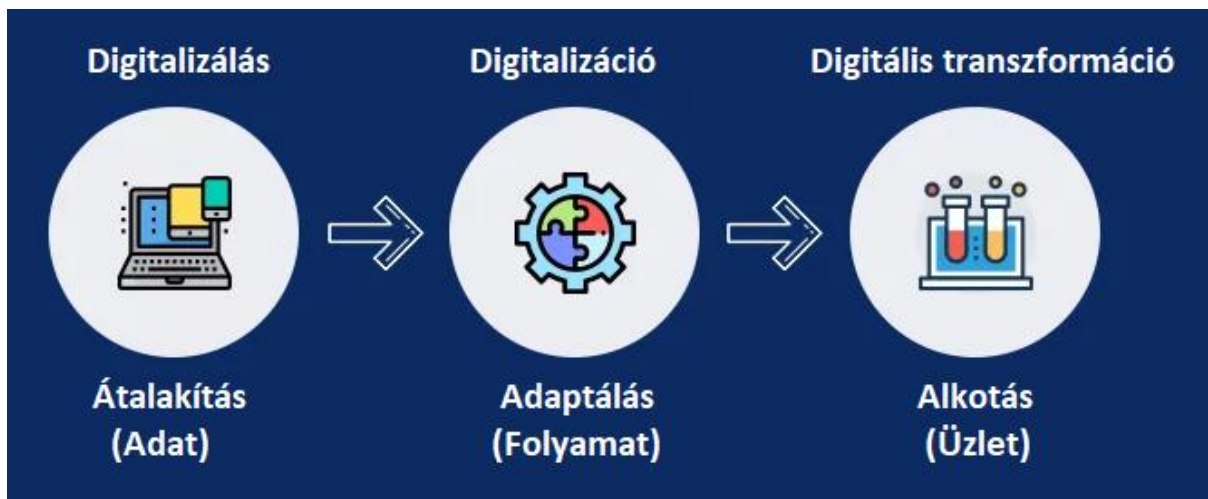 Digitalizálás
Digitalizáció
Digitális transzformáció
Átalakítás
(Adat)
Adaptálás
(Folyamat)
Alkotás
(Üzlet)